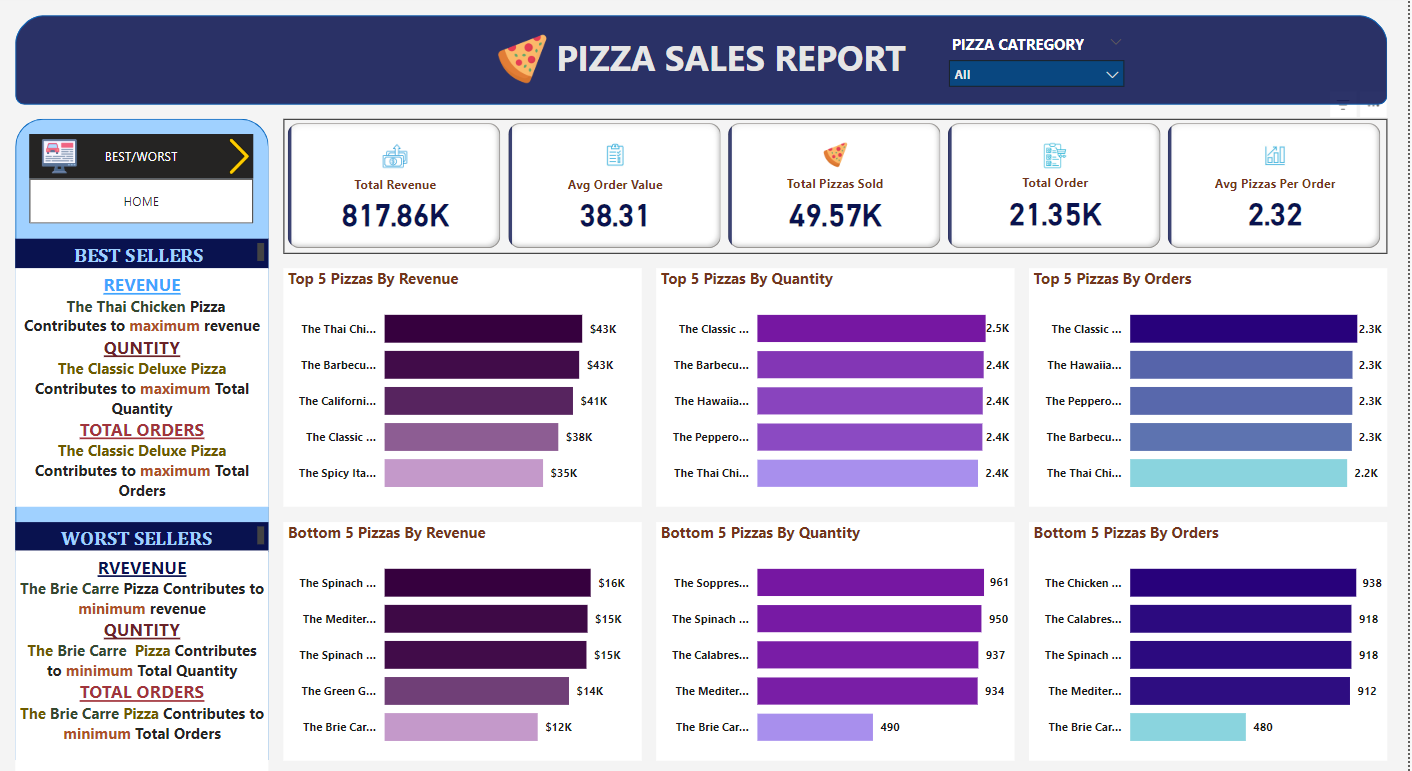 PIZZA SALES REPORT
PIZZA CATREGORY
All
BEST/WORST
HOME
BEST SELLERS
REVENUE
The Thai Chicken Pizza
Contributes to maximum revenue
QUNTITY
The Classic Deluxe Pizza
Contributes to maximum Total
Quantity
TOTAL ORDERS
The Classic Deluxe Pizza
Contributes to maximum Total
Orders
WORST SELLERS
RVEVENUE
The Brie Carre Pizza Contributes to
minimum revenue
QUNTITY
The Brie Carre Pizza Contributes
to minimum Total Quantity
TOTAL ORDERS
The Brie Carre Pizza Contributes to
minimum Total Orders
Total Revenue
817.86K
Avg Order Value
38.31
Total Pizzas Sold
49.57K
Total Order
21.35K
Avg Pizzas Per Order
2.32
Top 5 Pizzas By Revenue
The Thai Chi... $43K
The Barbecu... $43K
The Californi... $41K
The Classic ... $38K
The Spicy Ita... $35K
Top 5 Pizzas By Quantity
The Classic ... 2.5K
The Barbecu... 2.4K
The Hawaiia... 2.4K
The Peppero... 2.4K
The Thai Chi... 2.4K
Top 5 Pizzas By Orders
The Classic ... 2.3K
The Hawaiia... 2.3K
The Peppero... 2.3K
The Barbecu... 2.3K
The Thai Chi... 2.2K
Bottom 5 Pizzas By Revenue
The Spinach ... $16K
The Mediter... $15K
The Spinach ... $15K
The Green G... $14K
The Brie Car... $12K
Bottom 5 Pizzas By Quantity
The Soppres... 961
The Spinach ... 950
The Calabres... 937
The Mediter... 934
The Brie Car... 490
Bottom 5 Pizzas By Orders
The Chicken ... 938
The Calabres... 918
The Spinach ... 918
The Mediter... 912
The Brie Car... 480